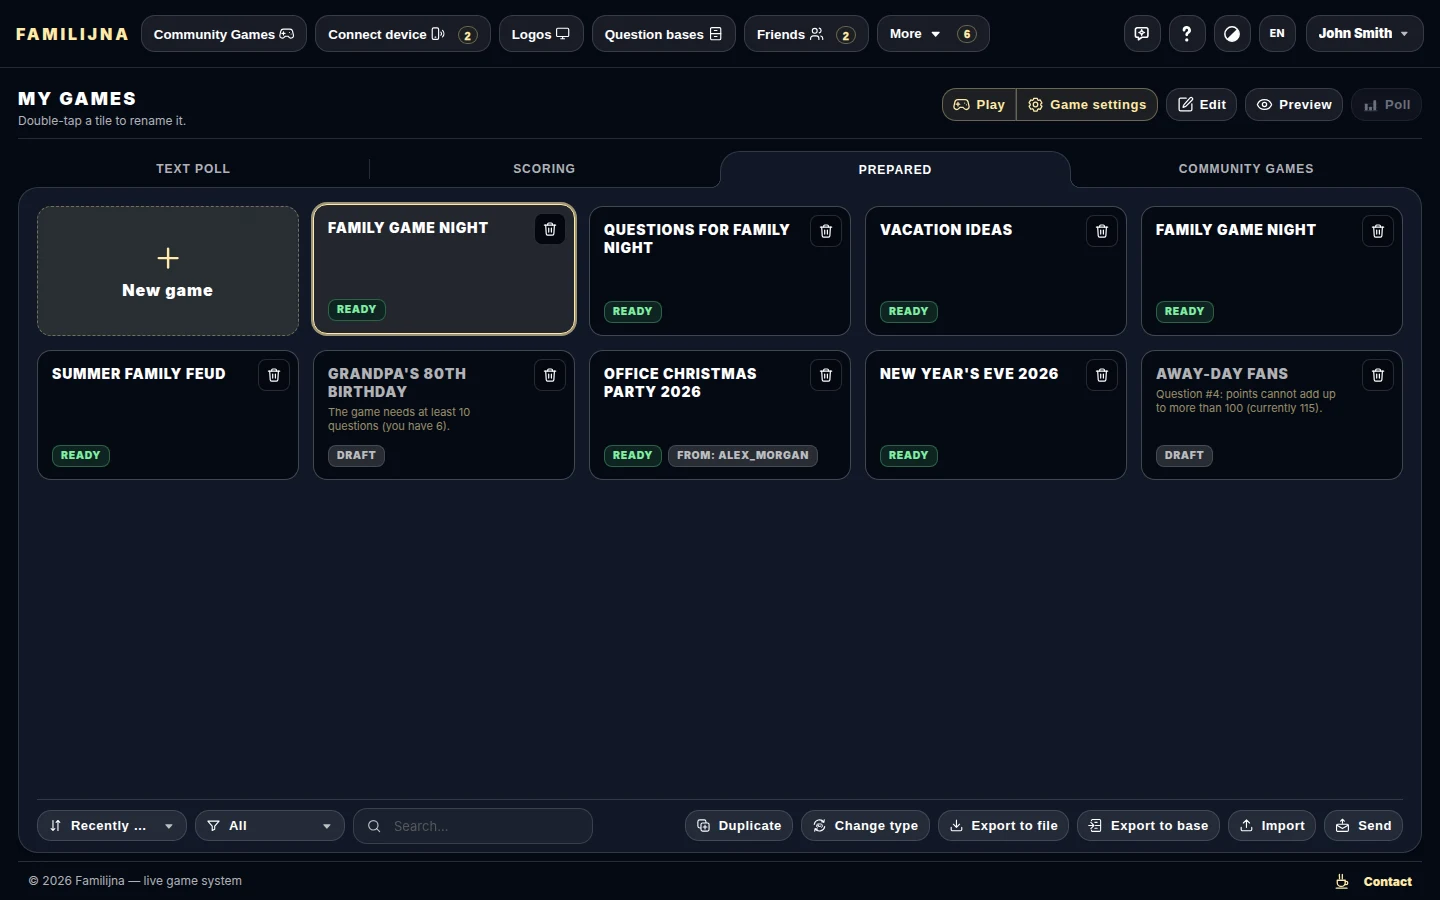 FAMILIJNA
Community Games
Connect device 2
Logos
Question bases
Friends 2
More 6
EN
John Smith
MY GAMES
Double-tap a tile to rename it.
Play
Game settings
Edit
Preview
Poll
TEXT POLL
SCORING
PREPARED
COMMUNITY GAMES
New game
FAMILY GAME NIGHT
READY
QUESTIONS FOR FAMILY
NIGHT
READY
VACATION IDEAS
READY
FAMILY GAME NIGHT
READY
SUMMER FAMILY FEUD
READY
GRANDPA'S 80TH
BIRTHDAY
The game needs at least 10
questions (you have 6).
DRAFT
OFFICE CHRISTMAS
PARTY 2026
READY
FROM: ALEX_MORGAN
NEW YEAR'S EVE 2026
READY
AWAY-DAY FANS
Question #4: points cannot add up
to more than 100 (currently 115).
DRAFT
Recently ...
All
Search...
Duplicate
Change type
Export to file
Export to base
Import
Send
© 2026 Familijna — live game system
Contact